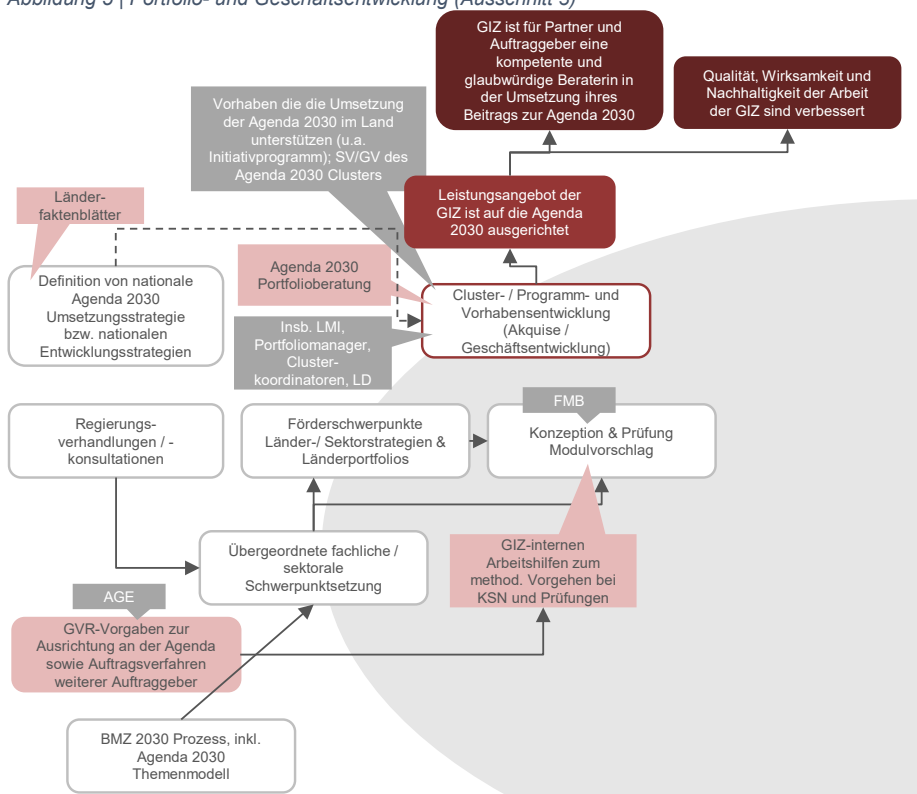 Abbildung 5 | Portfolio- und Geschäftsentwicklung (Ausschnitt 3)
GIZ ist für Partner und
Auftraggeber eine
kompetente und
glaubwürdige Beraterin in
der Umsetzung ihres
Beitrags zur Agenda 2030
Qualität, Wirksamkeit und
Nachhaltigkeit der Arbeit
der GIZ sind verbessert
Vorhaben die die Umsetzung
der Agenda 2030 im Land
unterstützen (u.a.
Initiativprogramm); SV/GV des
Agenda 2030 Clusters
Leistungsangebot der
GIZ ist auf die Agenda
2030 ausgerichtet
Länder-
faktenblätter
Definition von nationale
Agenda 2030
Umsetzungsstrategie
bzw. nationalen
Entwicklungsstrategien
Agenda 2030
Portfolioberatung
Cluster- / Programm- und
Vorhabensentwicklung
(Akquise /
Geschäftsentwicklung)
Insb. LMI,
Portfoliomanager,
Cluster-
koordinatoren, LD
FMB
Regierungs-
verhandlungen / -
konsultationen
Förderschwerpunkte
Länder-/ Sektorstrategien &
Länderportfolios
Konzeption & Prüfung
Modulvorschlag
Übergeordnete fachliche /
sektorale
Schwerpunktsetzung
GIZ-internen
Arbeitshilfen zum
method. Vorgehen bei
KSN und Prüfungen
AGE
GVR-Vorgaben zur
Ausrichtung an der Agenda
sowie Auftragsverfahren
weiterer Auftraggeber
BMZ 2030 Prozess, inkl.
Agenda 2030
Themenmodell